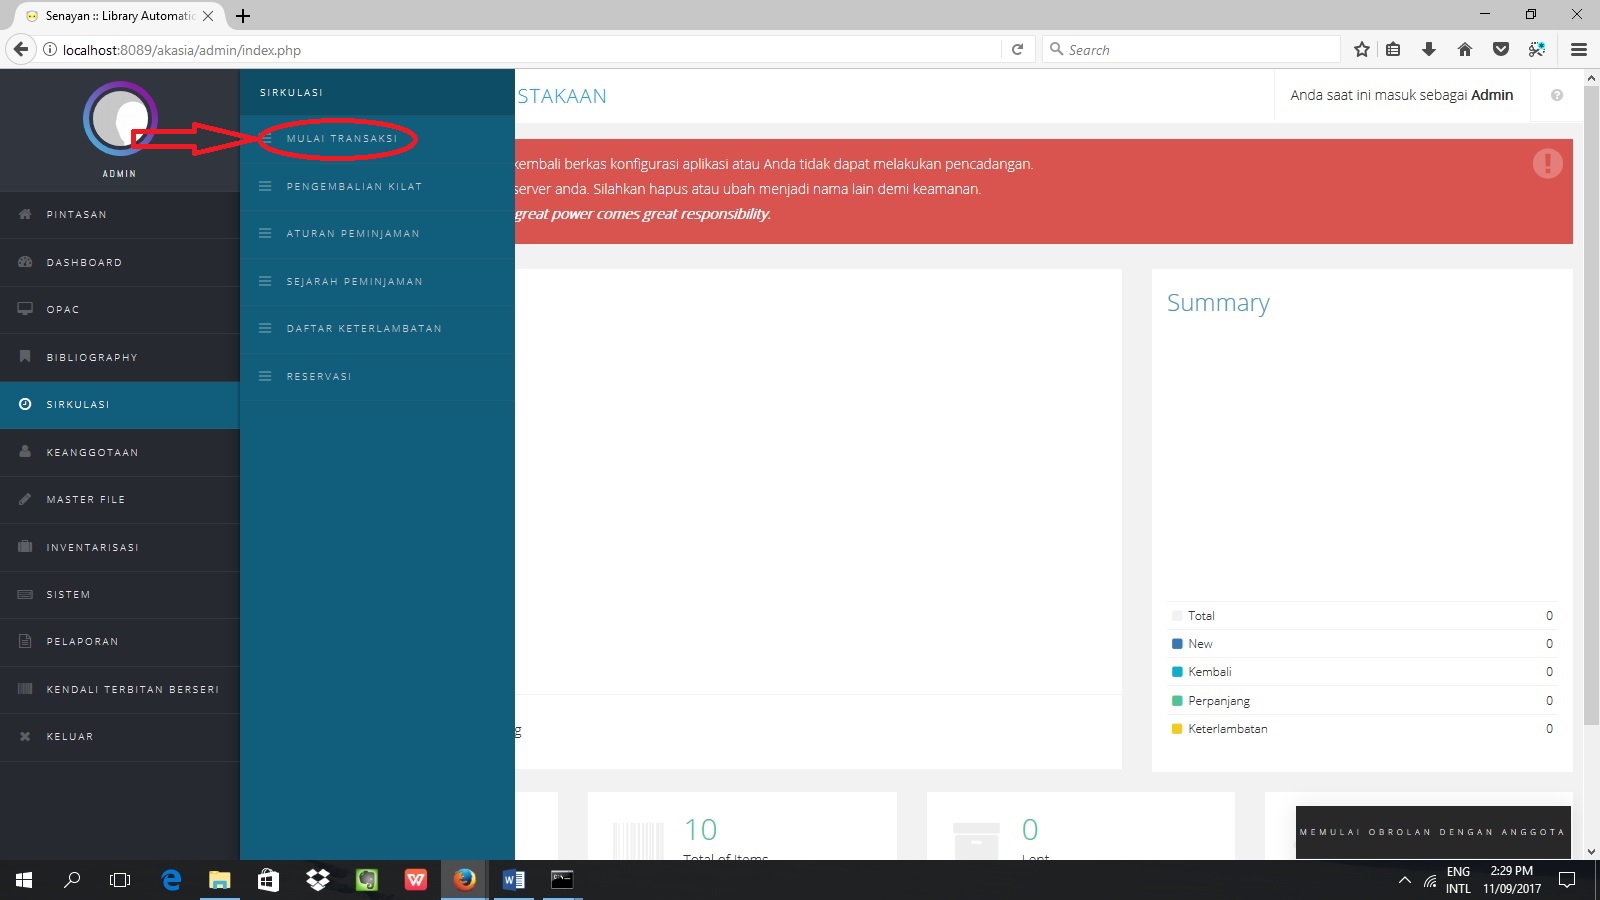 Senayan :: Library Automatic
localhost:8089/akasia/admin/index.php
Search
ADMIN
PINTASAN
DASHBOARD
OPAC
BIBLIOGRAPHY
SIRKULASI
KEANGGOTAAN
MASTER FILE
INVENTARISASI
SISTEM
PELAPORAN
KENDALI TERBITAN BERSERI
KELUAR
SIRKULASI
MULAI TRANSAKSI
PENGEMBALIAN KILAT
ATURAN PEMINJAMAN
SEJARAH PEMINJAMAN
DAFTAR KETERLAMBATAN
RESERVASI
STAKAAN
Anda saat ini masuk sebagai Admin
kembali berkas konfigurasi aplikasi atau Anda tidak dapat melakukan pencadangan.
server anda. Silahkan hapus atau ubah menjadi nama lain demi keamanan.
great power comes great responsibility.
Summary
Total 0
New 0
Kembali 0
Perpanjang 0
Keterlambatan 0
g
10
Total of Items
0
Lent
MEMULAI OBROLAN DENGAN ANGGOTA
ENG
INTL
2:29 PM
11/09/2017